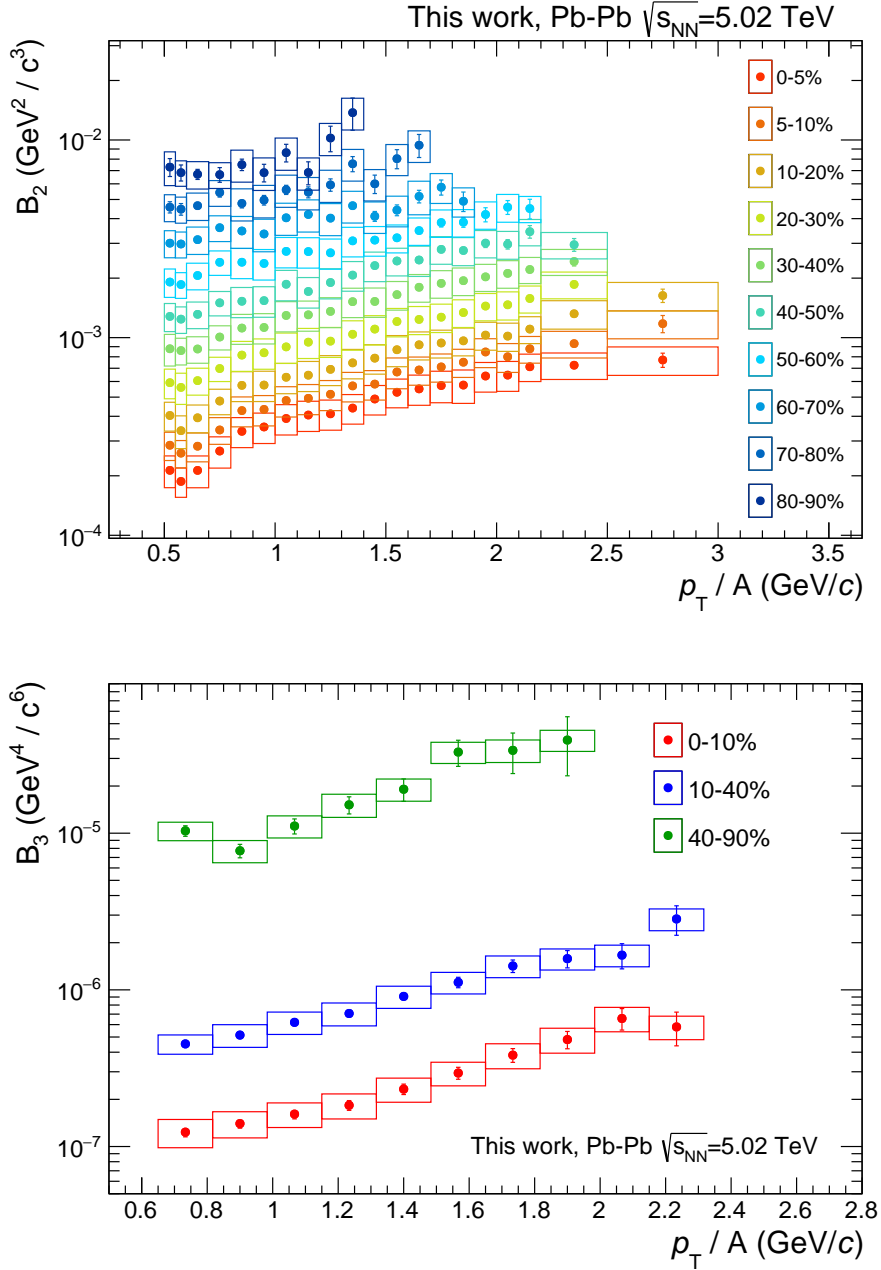 This work, Pb-Pb √sNN=5.02 TeV
B2 (GeV² / c³)
10⁻²
10⁻³
10⁻⁴
0-5%
5-10%
10-20%
20-30%
30-40%
40-50%
50-60%
60-70%
70-80%
80-90%
0.5 1 1.5 2 2.5 3 3.5
pT / A (GeV/c)
B3 (GeV⁴ / c⁶)
10⁻⁵
10⁻⁶
10⁻⁷
0-10%
10-40%
40-90%
This work, Pb-Pb √sNN=5.02 TeV
0.6 0.8 1 1.2 1.4 1.6 1.8 2 2.2 2.4 2.6 2.8
pT / A (GeV/c)